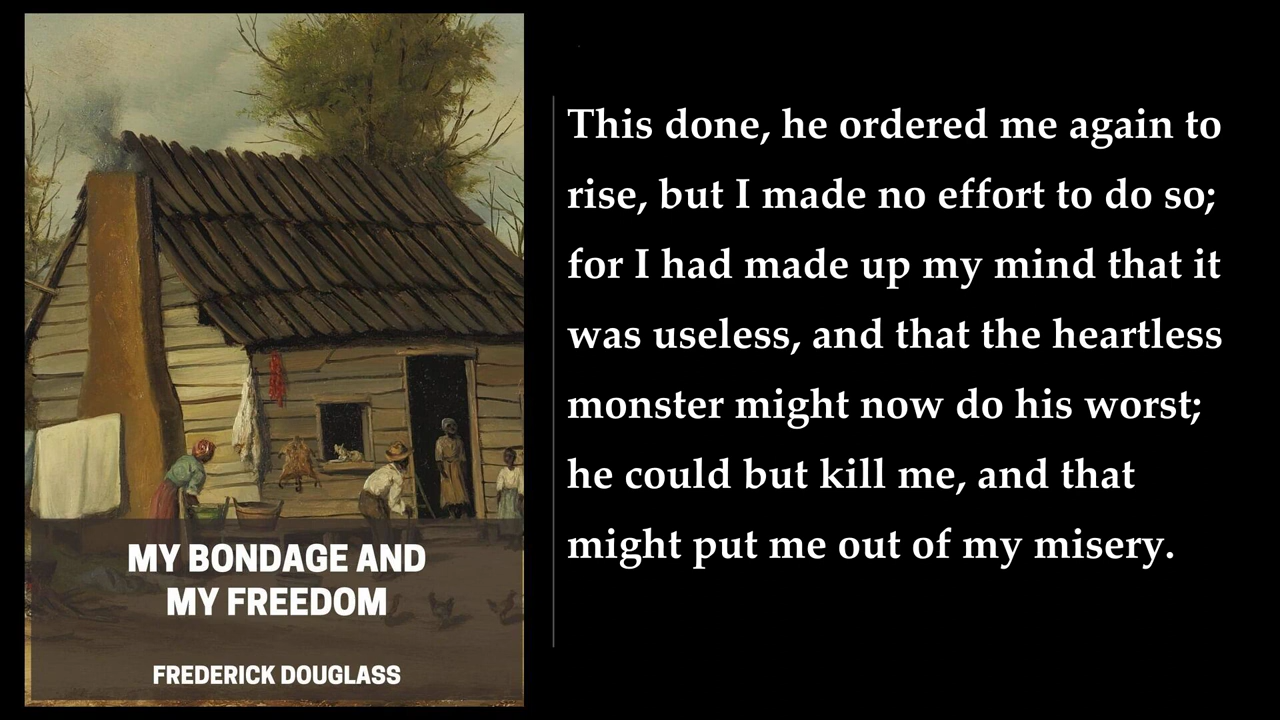 MY BONDAGE AND
MY FREEDOM
FREDERICK DOUGLASS
This done, he ordered me again to
rise, but I made no effort to do so;
for I had made up my mind that it
was useless, and that the heartless
monster might now do his worst;
he could but kill me, and that
might put me out of my misery.